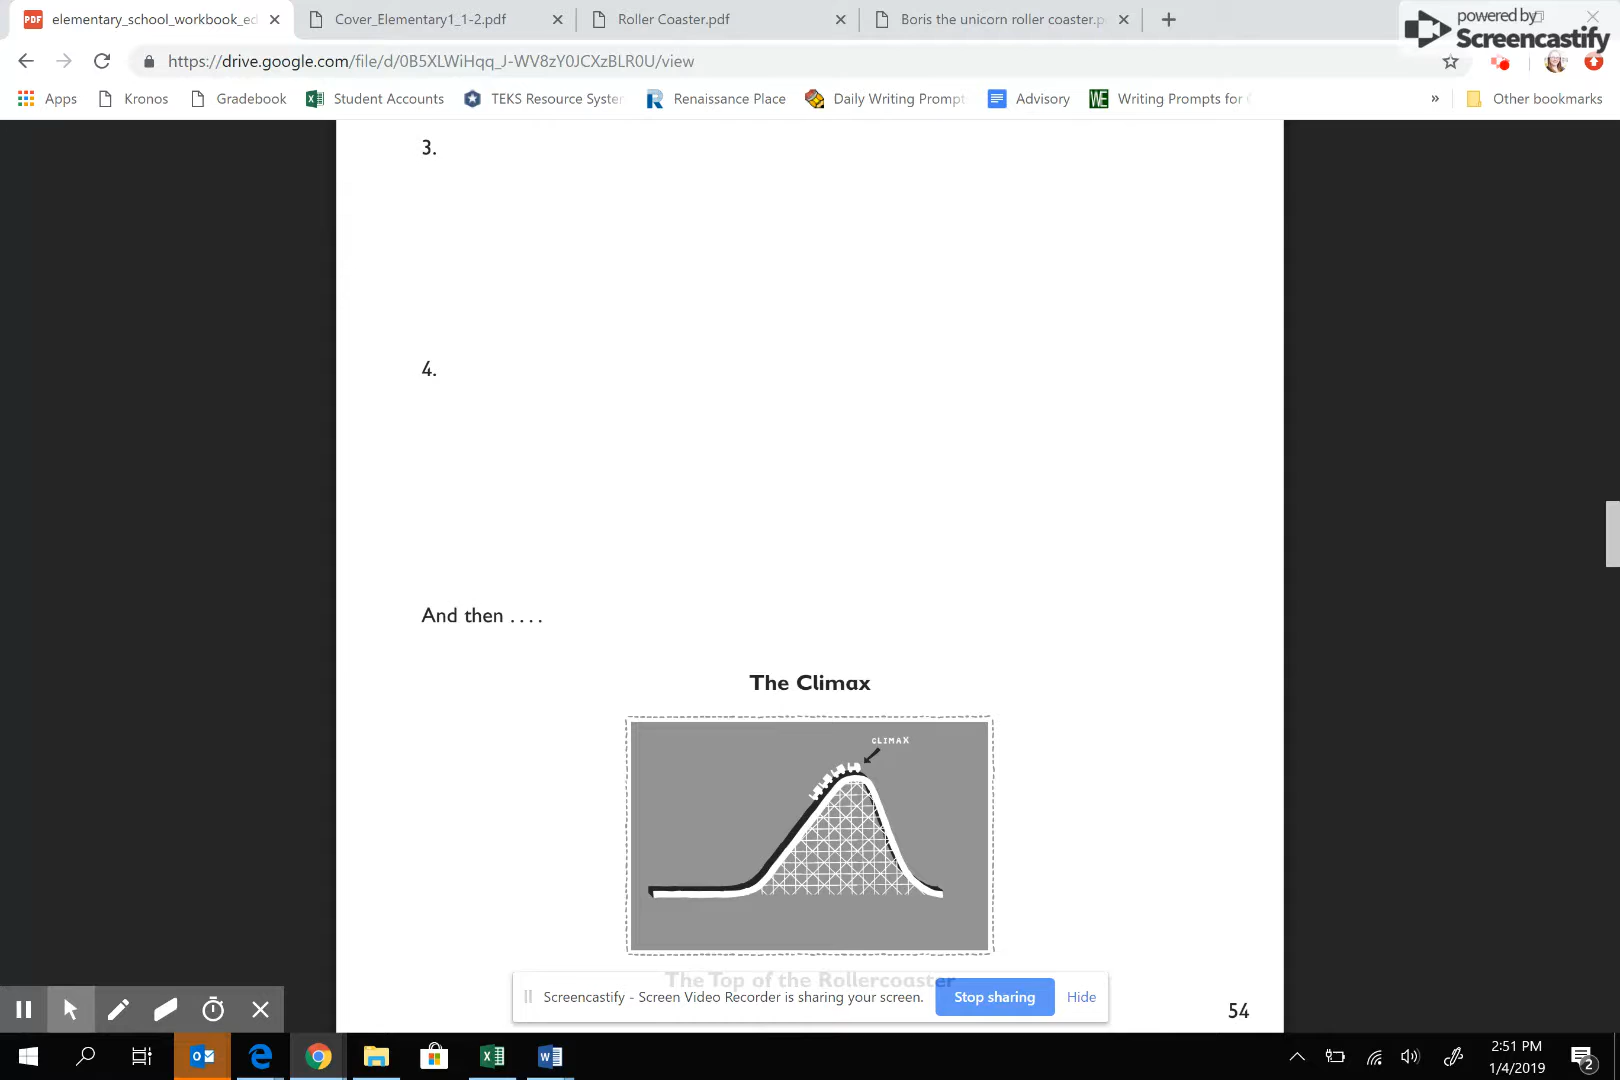 elementary_school_workbook_ed
Cover_Elementary1_1-2.pdf
Roller Coaster.pdf
Boris the unicorn roller coaster.p
powered by
Screencastify
https://drive.google.com/file/d/0B5XLWiHqq_J-WV8zY0JCXzBLR0U/view
Apps
Kronos
Gradebook
Student Accounts
TEKS Resource System
Renaissance Place
Daily Writing Prompt
Advisory
Writing Prompts for
»
Other bookmarks
3.
4.
And then . . . .
The Climax
CLIMAX
The Top of the Rollercoaster
Screencastify - Screen Video Recorder is sharing your screen.
Stop sharing
Hide
54
2:51 PM
1/4/2019
2